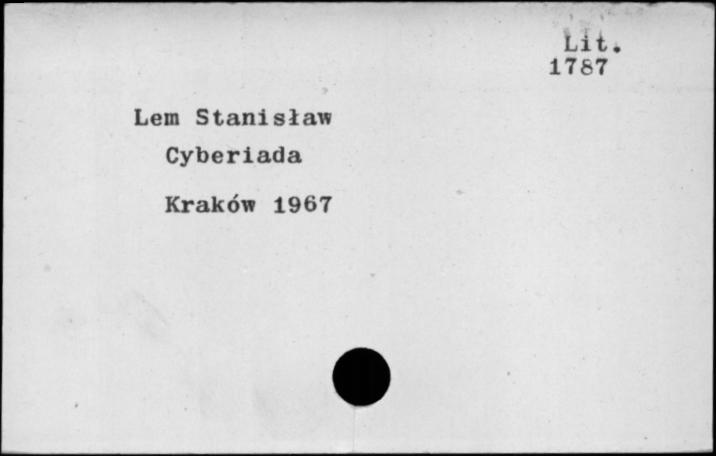 Lit.
1787
Lem Stanisław
Cyberiada
Kraków 1967